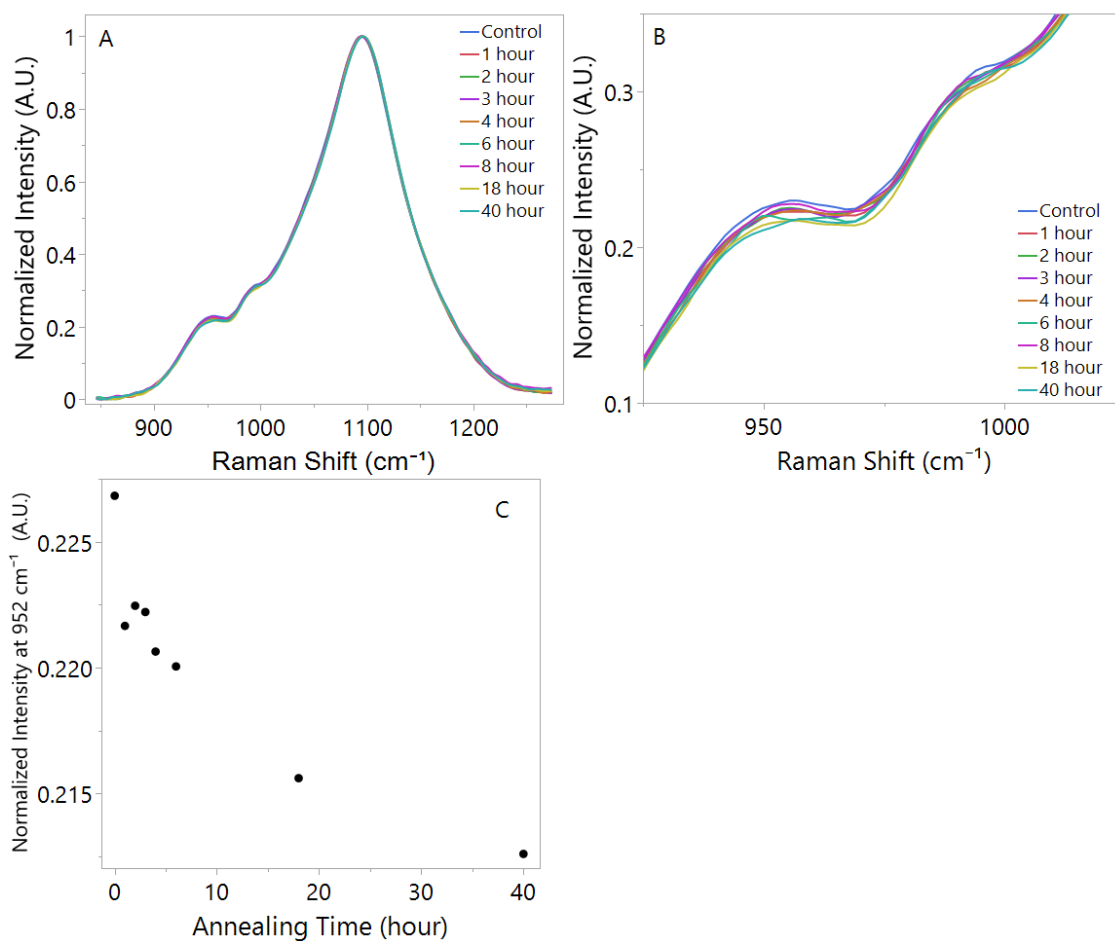 A
Normalized Intensity (A.U.)
1
0.8
0.6
0.4
0.2
0
900
1000
1100
1200
Raman Shift (cm⁻¹)
Control
1 hour
2 hour
3 hour
4 hour
6 hour
8 hour
18 hour
40 hour
B
Normalized Intensity (A.U.)
0.3
0.2
0.1
950
1000
Raman Shift (cm⁻¹)
Control
1 hour
2 hour
3 hour
4 hour
6 hour
8 hour
18 hour
40 hour
C
Normalized Intensity at 952 cm⁻¹ (A.U.)
0.225
0.220
0.215
0
10
20
30
40
Annealing Time (hour)